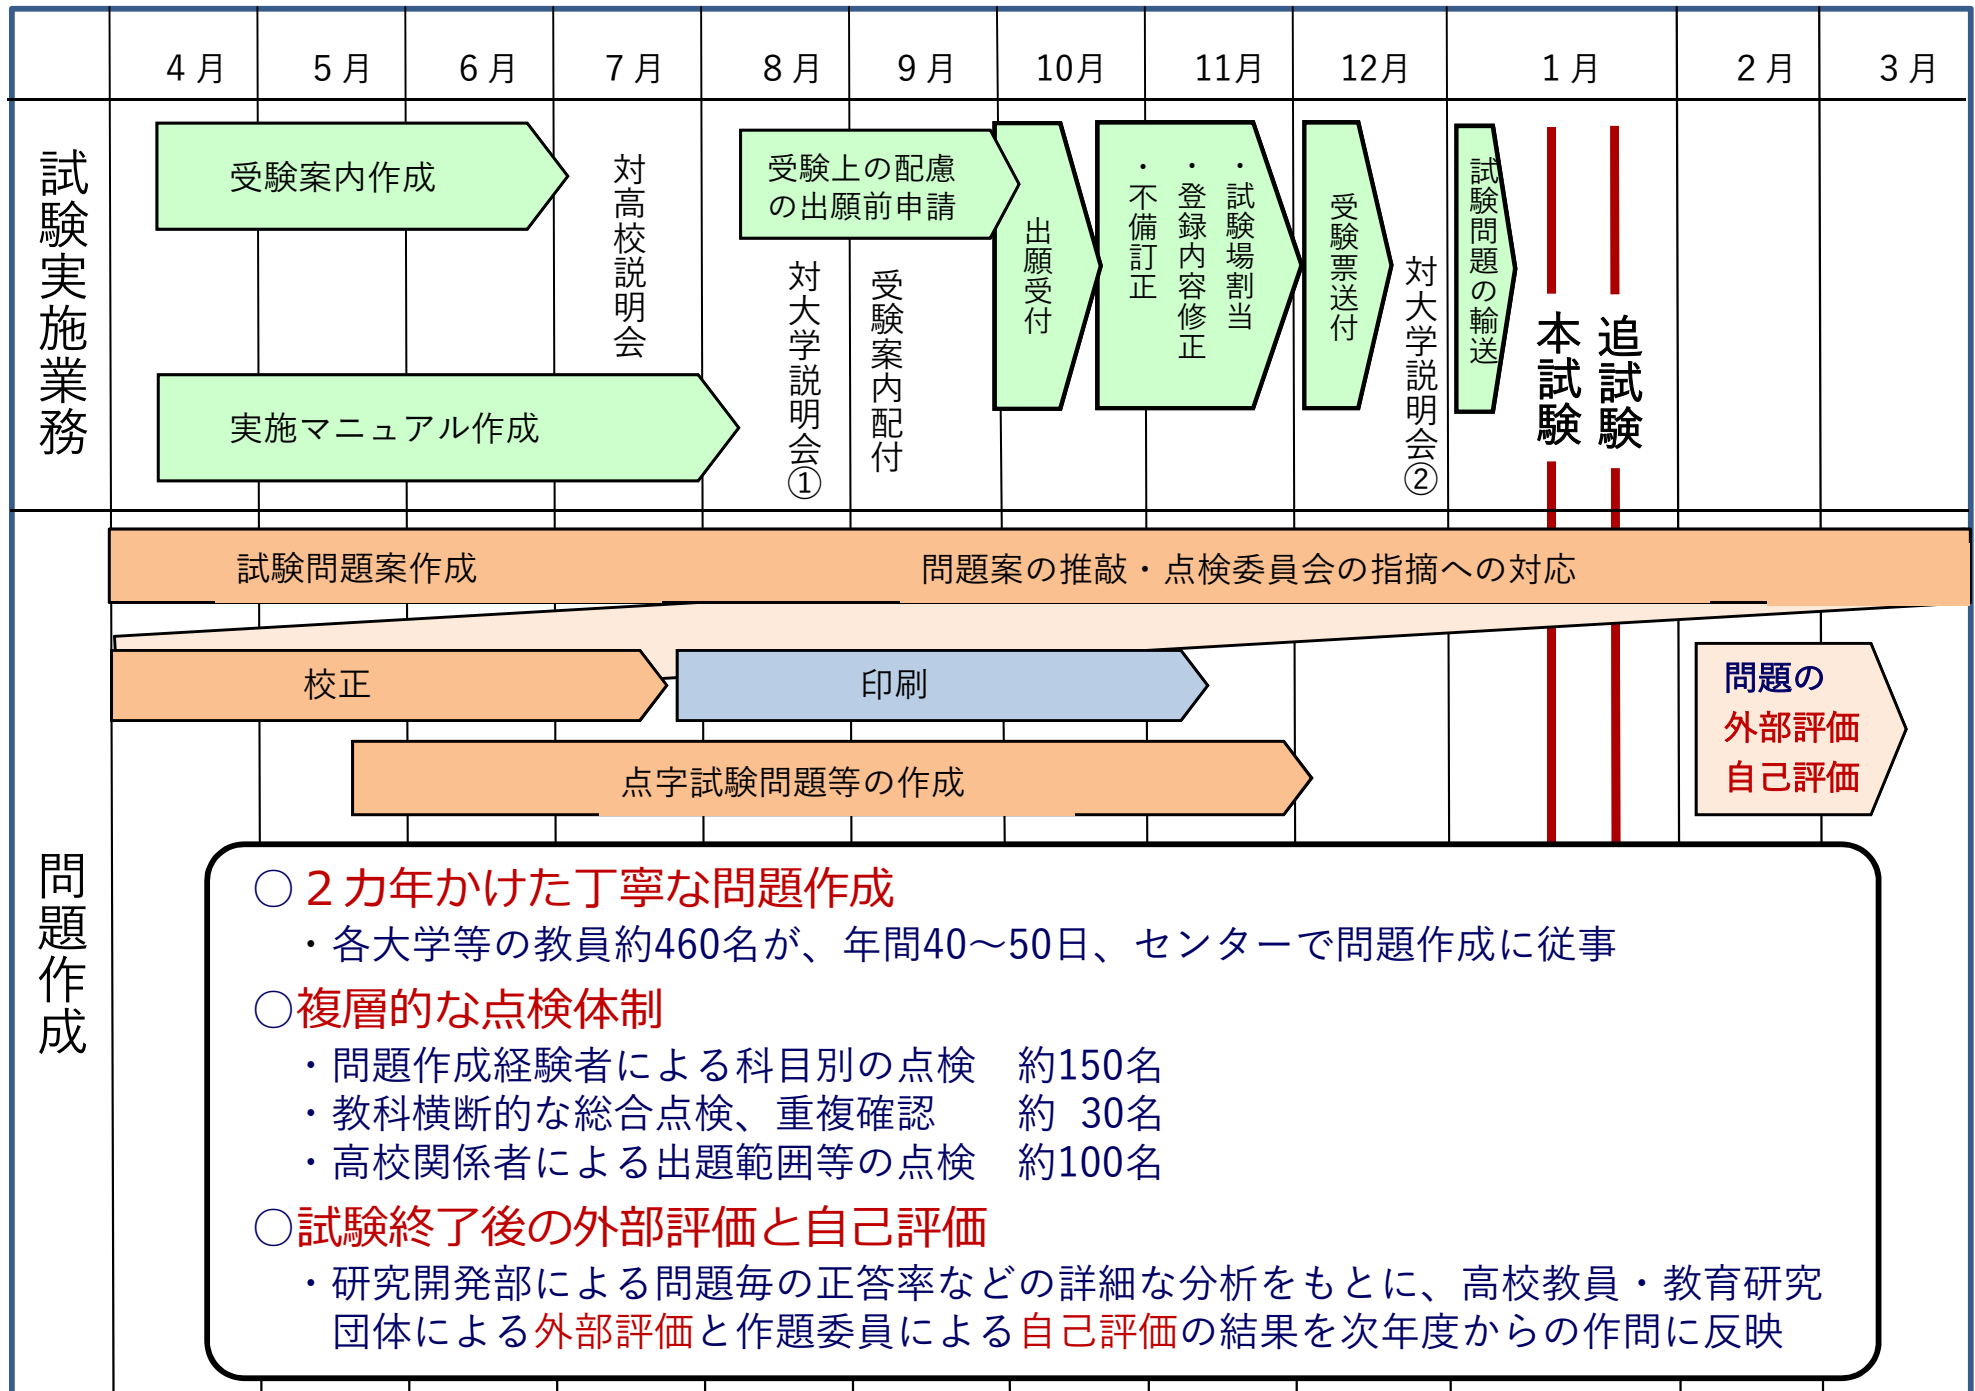 4月 5月 6月 7月 8月 9月 10月 11月 12月 1月 2月 3月
試験実施業務
受験案内作成
実施マニュアル作成
対高校説明会
受験上の配慮
の出願前申請
対大学説明会①
受験案内配付
出願受付
・不備訂正
・登録内容修正
・試験場割当
受験票送付
対大学説明会②
試験問題の輸送
本試験
追試験
問題作成
試験問題案作成
問題案の推敲・点検委員会の指摘への対応
校正
印刷
点字試験問題等の作成
問題の
外部評価
自己評価
○２カ年かけた丁寧な問題作成
・各大学等の教員約460名が、年間40～50日、センターで問題作成に従事
○複層的な点検体制
・問題作成経験者による科目別の点検　約150名
・教科横断的な総合点検、重複確認　　約 30名
・高校関係者による出題範囲等の点検　約100名
○試験終了後の外部評価と自己評価
・研究開発部による問題毎の正答率などの詳細な分析をもとに、高校教員・教育研究
団体による外部評価と作題委員による自己評価の結果を次年度からの作問に反映